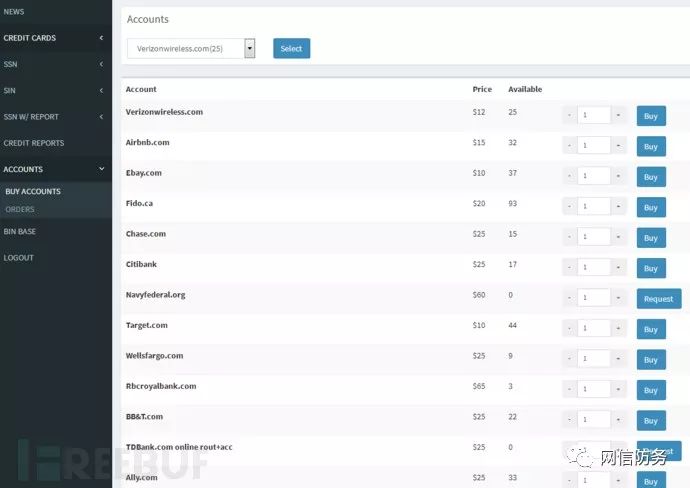 NEWS
CREDIT CARDS
SSN
SIN
SSN W/ REPORT
CREDIT REPORTS
ACCOUNTS
BUY ACCOUNTS
ORDERS
BIN BASE
LOGOUT
Accounts
Verizonwireless.com(25) Select
Account Price Available
Verizonwireless.com $12 25 - 1 + Buy
Airbnb.com $15 32 - 1 + Buy
Ebay.com $10 37 - 1 + Buy
Fido.ca $20 93 - 1 + Buy
Chase.com $25 15 - 1 + Buy
Citibank $25 17 - 1 + Buy
Navyfederal.org $60 0 - 1 + Request
Target.com $10 44 - 1 + Buy
Wellsfargo.com $25 9 - 1 + Buy
Rbcroyalbank.com $65 3 - 1 + Buy
BB&T.com $25 22 - 1 + Buy
TDBank.com online rout+acc $25 0
Ally.com $25 33 - 1 + Buy
REEBUF
网信防务